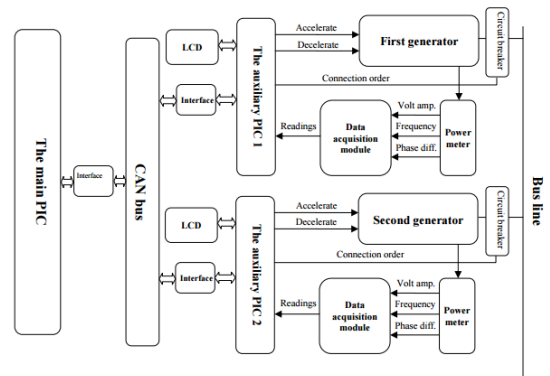 The main PIC
Interface
CAN bus
LCD
Interface
The auxiliary PIC 1
Accelerate
Decelerate
First generator
Circuit breaker
Connection order
Readings
Data
acquisition
module
Volt amp.
Frequency
Phase diff.
Power
meter
Bus line
LCD
Interface
The auxiliary PIC 2
Accelerate
Decelerate
Second generator
Circuit breaker
Connection order
Readings
Data
acquisition
module
Volt amp.
Frequency
Phase diff.
Power
meter